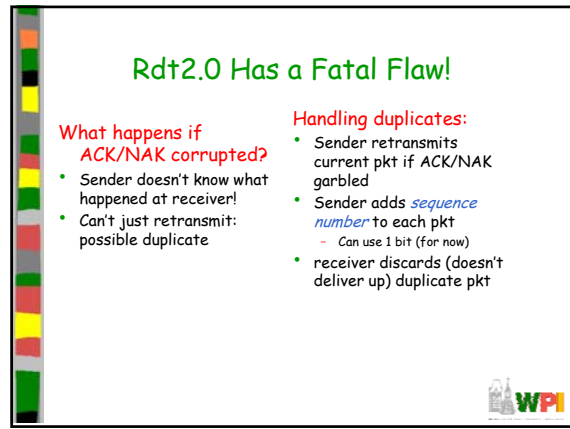 Rdt2.0 Has a Fatal Flaw!
What happens if
ACK/NAK corrupted?
• Sender doesn't know what
happened at receiver!
• Can't just retransmit:
possible duplicate
Handling duplicates:
• Sender retransmits
current pkt if ACK/NAK
garbled
• Sender adds sequence
number to each pkt
– Can use 1 bit (for now)
• receiver discards (doesn't
deliver up) duplicate pkt
WPI